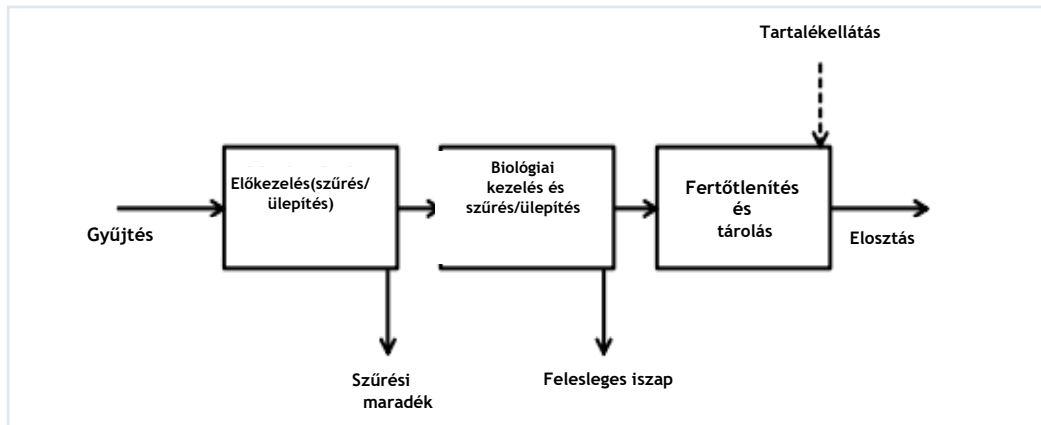 Tartalékellátás
Előkezelés(szűrés/
ülepítés)
Biológiai
kezelés és
szűrés/ülepítés
Fertőtlenítés
és
tárolás
Gyűjtés
Elosztás
Szűrési
maradék
Felesleges iszap